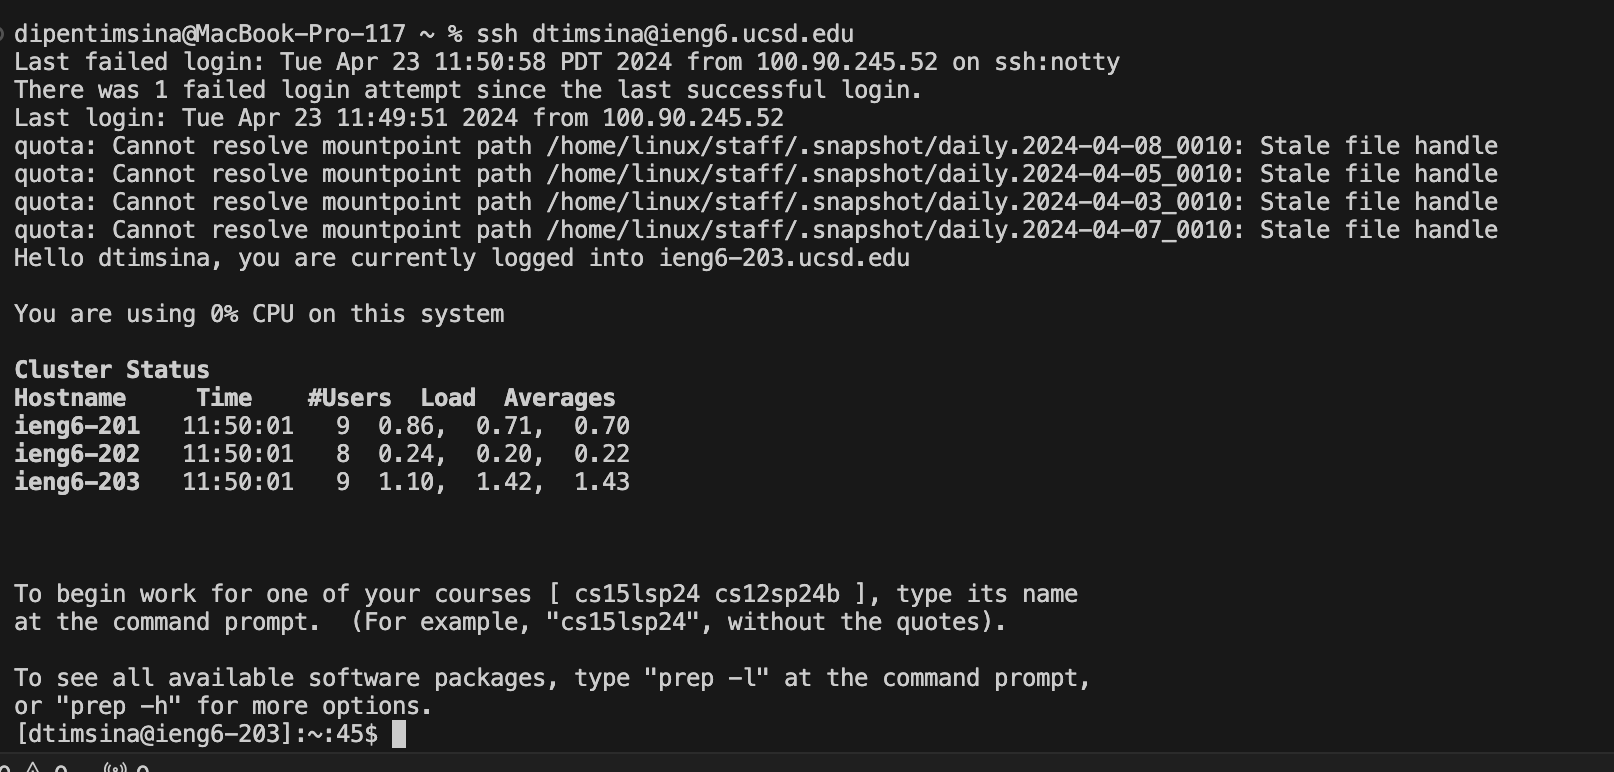 dipentimsina@MacBook-Pro-117 ~ % ssh dtimsina@ieng6.ucsd.edu
Last failed login: Tue Apr 23 11:50:58 PDT 2024 from 100.90.245.52 on ssh:notty
There was 1 failed login attempt since the last successful login.
Last login: Tue Apr 23 11:49:51 2024 from 100.90.245.52
quota: Cannot resolve mountpoint path /home/linux/staff/.snapshot/daily.2024-04-08_0010: Stale file handle
quota: Cannot resolve mountpoint path /home/linux/staff/.snapshot/daily.2024-04-05_0010: Stale file handle
quota: Cannot resolve mountpoint path /home/linux/staff/.snapshot/daily.2024-04-03_0010: Stale file handle
quota: Cannot resolve mountpoint path /home/linux/staff/.snapshot/daily.2024-04-07_0010: Stale file handle
Hello dtimsina, you are currently logged into ieng6-203.ucsd.edu
You are using 0% CPU on this system
Cluster Status
Hostname     Time    #Users  Load  Averages
ieng6-201   11:50:01   9  0.86,  0.71,  0.70
ieng6-202   11:50:01   8  0.24,  0.20,  0.22
ieng6-203   11:50:01   9  1.10,  1.42,  1.43
To begin work for one of your courses [ cs15lsp24 cs12sp24b ], type its name
at the command prompt.  (For example, "cs15lsp24", without the quotes).
To see all available software packages, type "prep -l" at the command prompt,
or "prep -h" for more options.
[dtimsina@ieng6-203]:~:45$